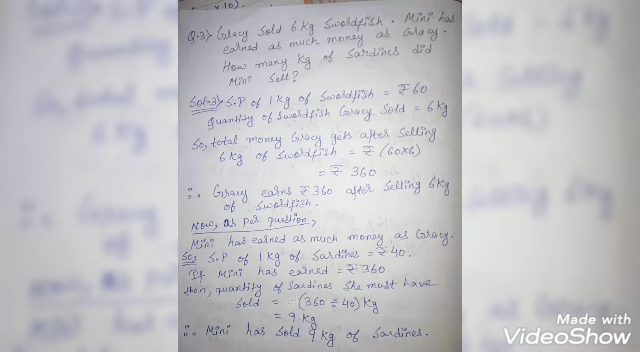 Q.3> Gracy sold 6 kg Swordfish. Mini has
earned as much money as Gracy.
How many kg of Sardines did
Mini sell?
Sol.3> S.P of 1 kg of swordfish = ₹60
Quantity of swordfish Gracy sold = 6 kg
So, total money Gracy gets after selling
6 kg of swordfish = ₹ (60×6)
= ₹ 360
∴ Gracy earns ₹360 after selling 6kg
of swordfish.
Now, as per question,
Mini has earned as much money as Gracy.
So, S.P of 1 kg of Sardines = ₹40.
If Mini has earned = ₹360
then, quantity of sardines she must have
sold = (360 ÷ 40) kg
= 9 kg
∴ Mini has sold 9 kg of Sardines.
Made with
VideoShow